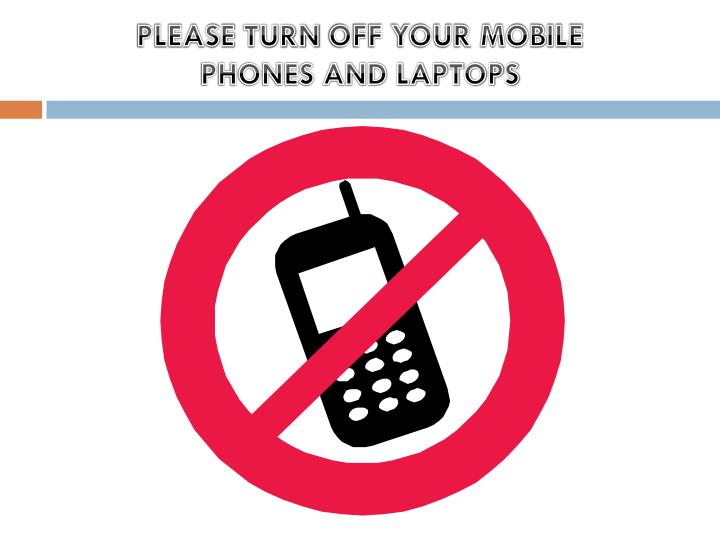 PLEASE TURN OFF YOUR MOBILE
PHONES AND LAPTOPS